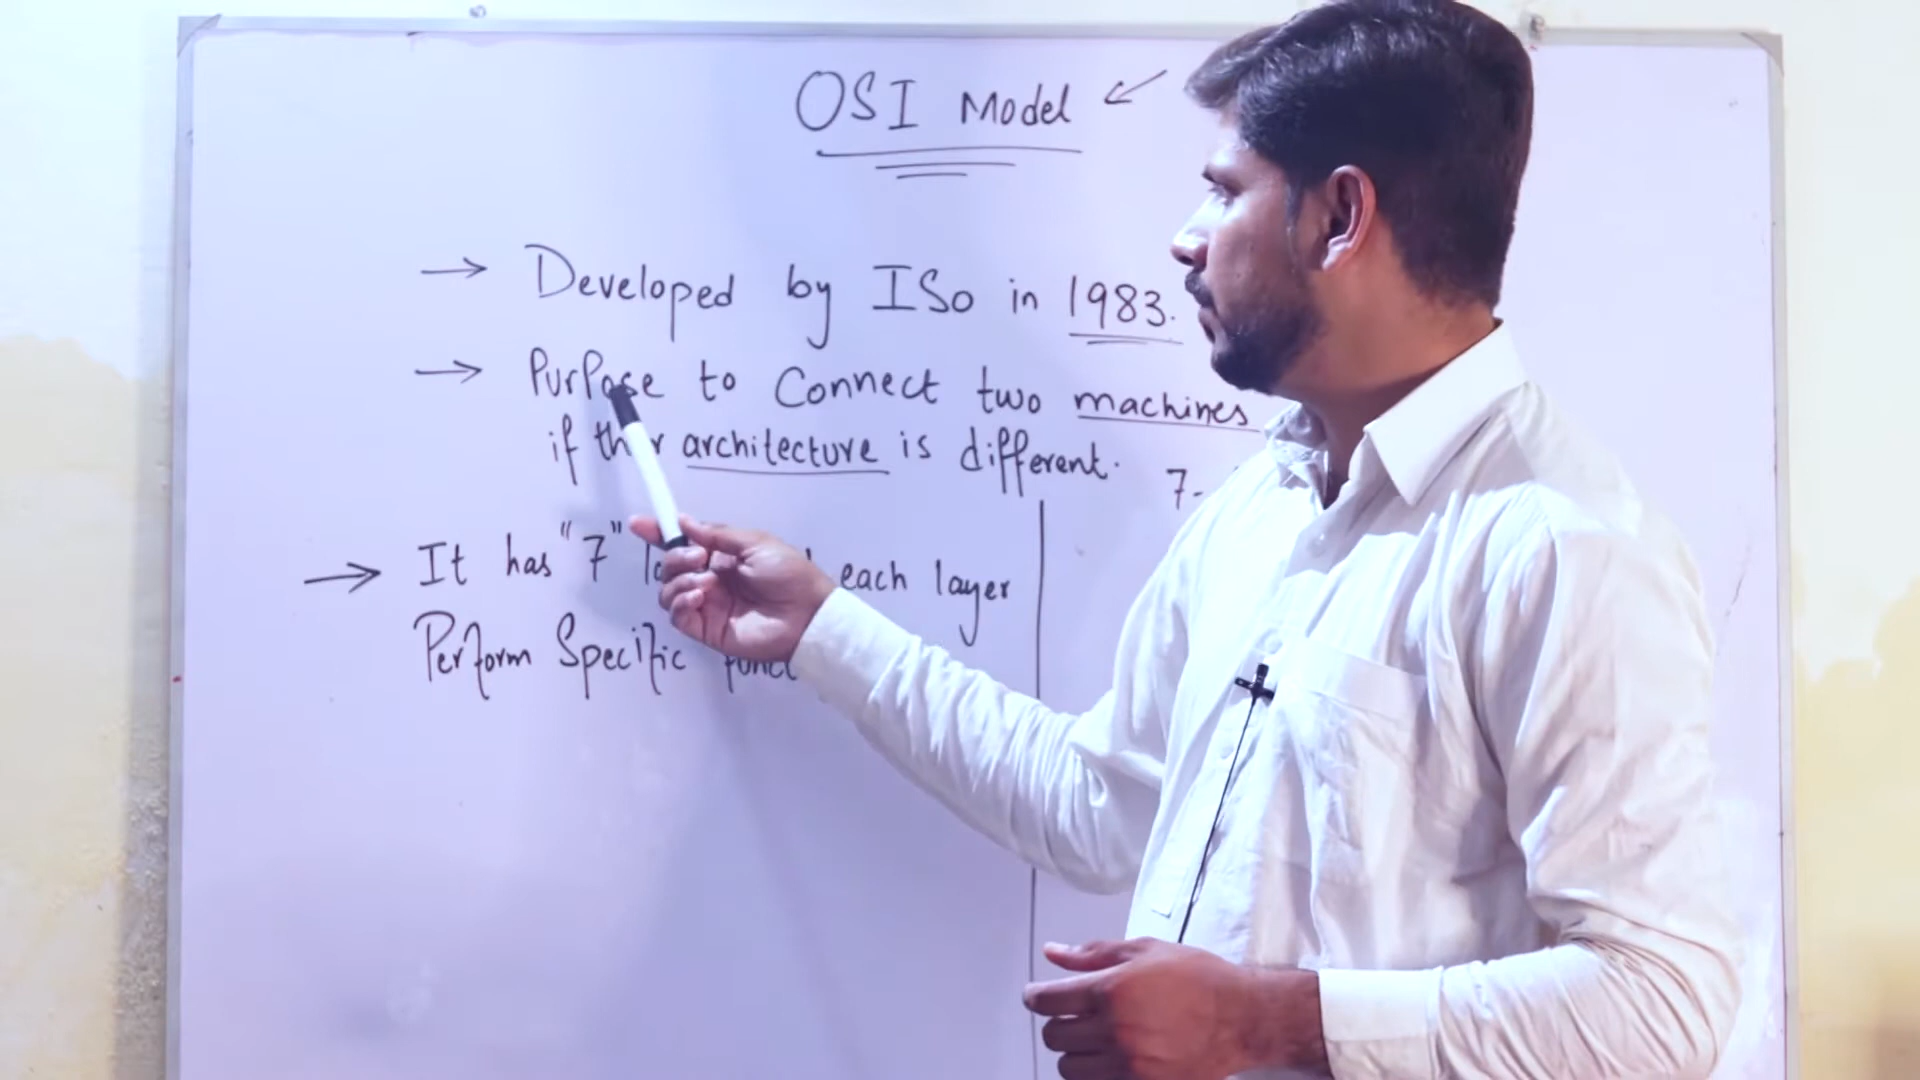 OSI Model
→ Developed by ISO in 1983.
→ Purpose to Connect two machines
if architecture is different.
7-
→ It has "7" each layer
Perform Specific